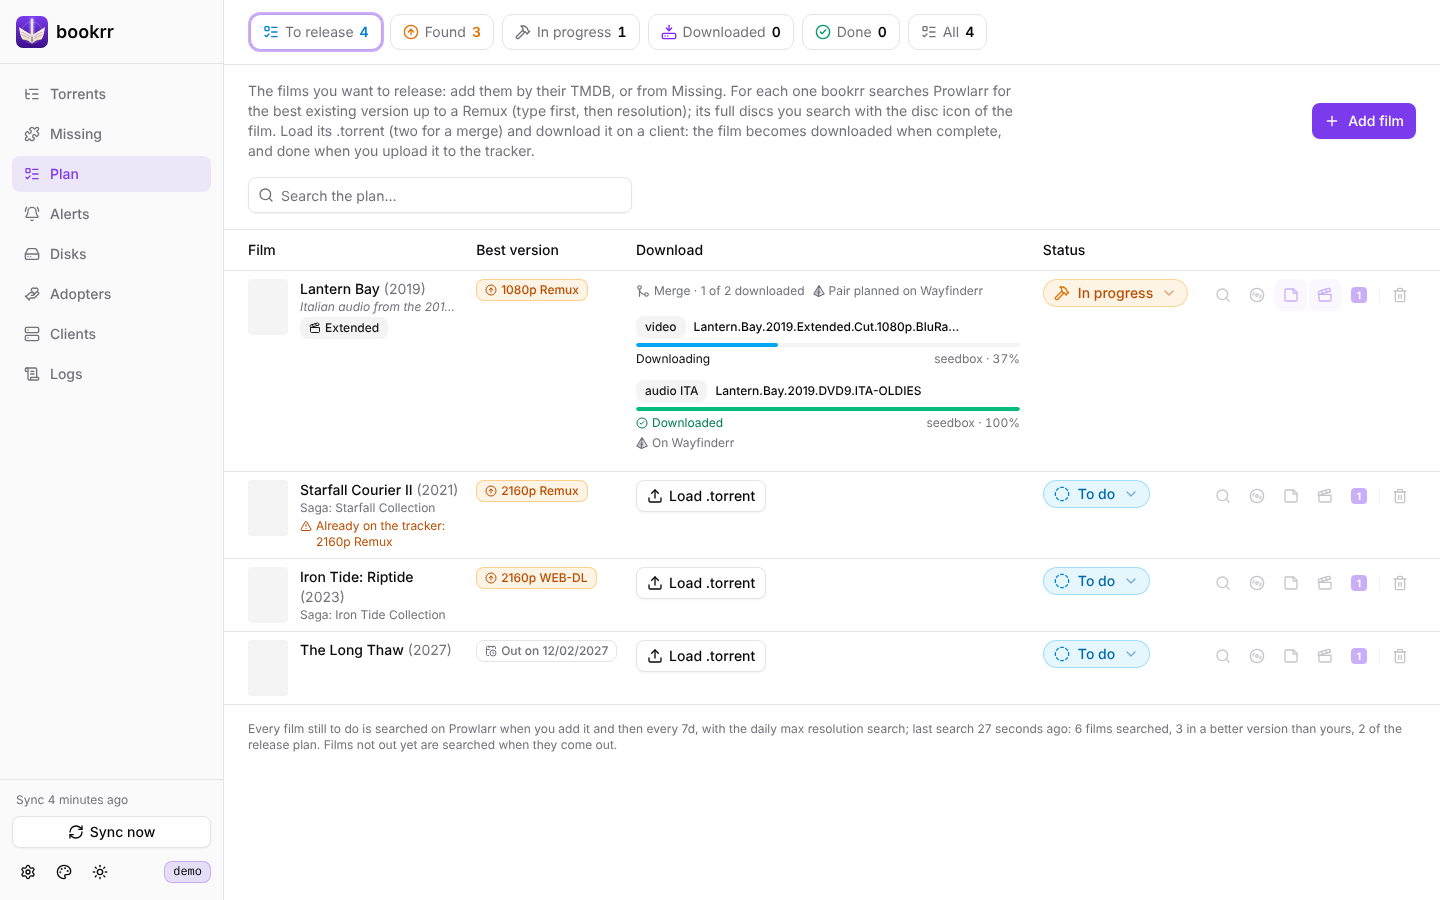 bookrr
Torrents
Missing
Plan
Alerts
Disks
Adopters
Clients
Logs
Sync 4 minutes ago
Sync now
demo
To release 4
Found 3
In progress 1
Downloaded 0
Done 0
All 4
The films you want to release: add them by their TMDB, or from Missing. For each one bookrr searches Prowlarr for
the best existing version up to a Remux (type first, then resolution); its full discs you search with the disc icon of the
film. Load its .torrent (two for a merge) and download it on a client: the film becomes downloaded when complete,
and done when you upload it to the tracker.
Add film
Search the plan...
Film Best version Download Status
Lantern Bay (2019)
Italian audio from the 201...
Extended
1080p Remux
Merge · 1 of 2 downloaded Pair planned on Wayfinderr
video Lantern.Bay.2019.Extended.Cut.1080p.BluRa...
Downloading seedbox · 37%
audio ITA Lantern.Bay.2019.DVD9.ITA-OLDIES
Downloaded seedbox · 100%
On Wayfinderr
In progress
1
Starfall Courier II (2021)
Saga: Starfall Collection
Already on the tracker:
2160p Remux
2160p Remux
Load .torrent
To do
1
Iron Tide: Riptide
(2023)
Saga: Iron Tide Collection
2160p WEB-DL
Load .torrent
To do
1
The Long Thaw (2027)
Out on 12/02/2027
Load .torrent
To do
1
Every film still to do is searched on Prowlarr when you add it and then every 7d, with the daily max resolution search; last search 27 seconds ago: 6 films searched, 3 in a better version than yours, 2 of the
release plan. Films not out yet are searched when they come out.